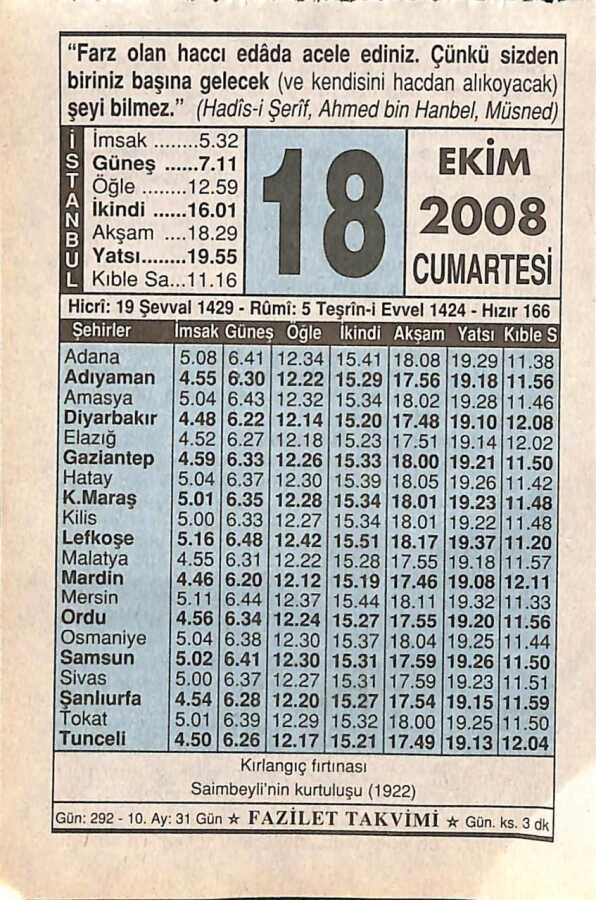 “Farz olan haccı edâda acele ediniz. Çünkü sizden
biriniz başına gelecek (ve kendisini hacdan alıkoyacak)
şeyi bilmez.” (Hadîs-i Şerîf, Ahmed bin Hanbel, Müsned)
İSTANBUL
İmsak ........5.32
Güneş ......7.11
Öğle ........12.59
İkindi ......16.01
Akşam ....18.29
Yatsı........19.55
Kıble Sa...11.16
18
EKİM
2008
CUMARTESİ
Hicrî: 19 Şevval 1429 - Rûmî: 5 Teşrîn-i Evvel 1424 - Hızır 166
Şehirler İmsak Güneş Öğle İkindi Akşam Yatsı Kıble S
Adana 5.08 6.41 12.34 15.41 18.08 19.29 11.38
Adıyaman 4.55 6.30 12.22 15.29 17.56 19.18 11.56
Amasya 5.04 6.43 12.32 15.34 18.02 19.28 11.46
Diyarbakır 4.48 6.22 12.14 15.20 17.48 19.10 12.08
Elazığ 4.52 6.27 12.18 15.23 17.51 19.14 12.02
Gaziantep 4.59 6.33 12.26 15.33 18.00 19.21 11.50
Hatay 5.04 6.37 12.30 15.39 18.05 19.26 11.42
K.Maraş 5.01 6.35 12.28 15.34 18.01 19.23 11.48
Kilis 5.00 6.33 12.27 15.34 18.01 19.22 11.48
Lefkoşe 5.16 6.48 12.42 15.51 18.17 19.37 11.20
Malatya 4.55 6.31 12.22 15.28 17.55 19.18 11.57
Mardin 4.46 6.20 12.12 15.19 17.46 19.08 12.11
Mersin 5.11 6.44 12.37 15.44 18.11 19.32 11.33
Ordu 4.56 6.34 12.24 15.27 17.55 19.20 11.56
Osmaniye 5.04 6.38 12.30 15.37 18.04 19.25 11.44
Samsun 5.02 6.41 12.30 15.31 17.59 19.26 11.50
Sivas 5.00 6.37 12.27 15.31 17.59 19.23 11.51
Şanlıurfa 4.54 6.28 12.20 15.27 17.54 19.15 11.59
Tokat 5.01 6.39 12.29 15.32 18.00 19.25 11.50
Tunceli 4.50 6.26 12.17 15.21 17.49 19.13 12.04
Kırlangıç fırtınası
Saimbeyli'nin kurtuluşu (1922)
Gün: 292 - 10. Ay: 31 Gün ☆ FAZİLET TAKVİMİ ☆ Gün. ks. 3 dk